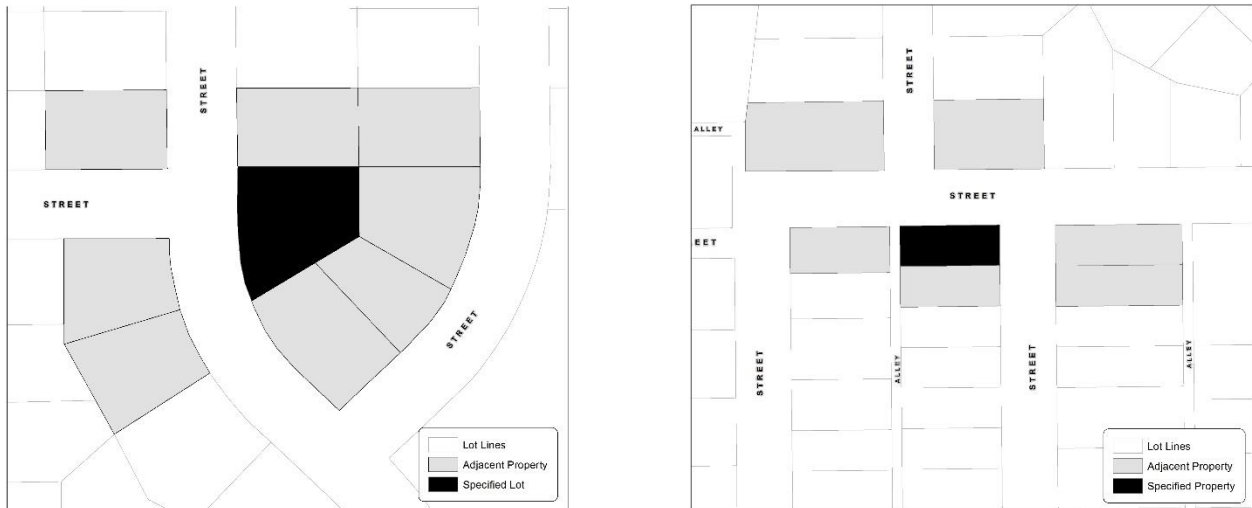 STREET
STREET
STREET
Lot Lines
Adjacent Property
Specified Lot
STREET
ALLEY
STREET
EET
STREET
ALLEY
STREET
ALLEY
Lot Lines
Adjacent Property
Specified Property